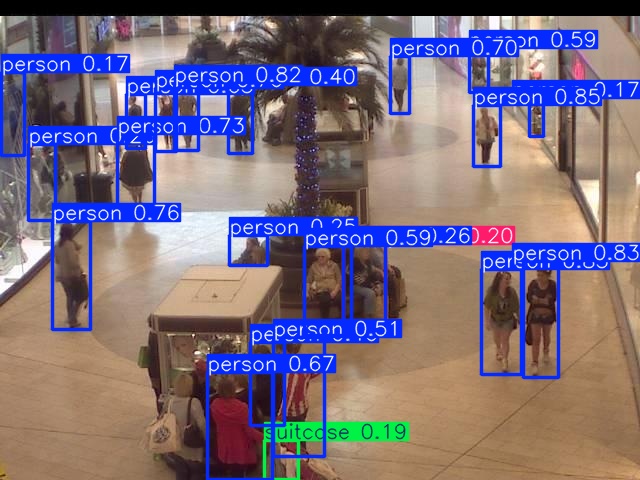 person 0.70
person 0.59
person 0.17
person 0.82
0.40
0.17
person 0.85
person 0.73
person
person 0.76
person 0.25
person 0.59
0.26
0.20
person 0.83
person 0.51
person 0.67
suitcase 0.19